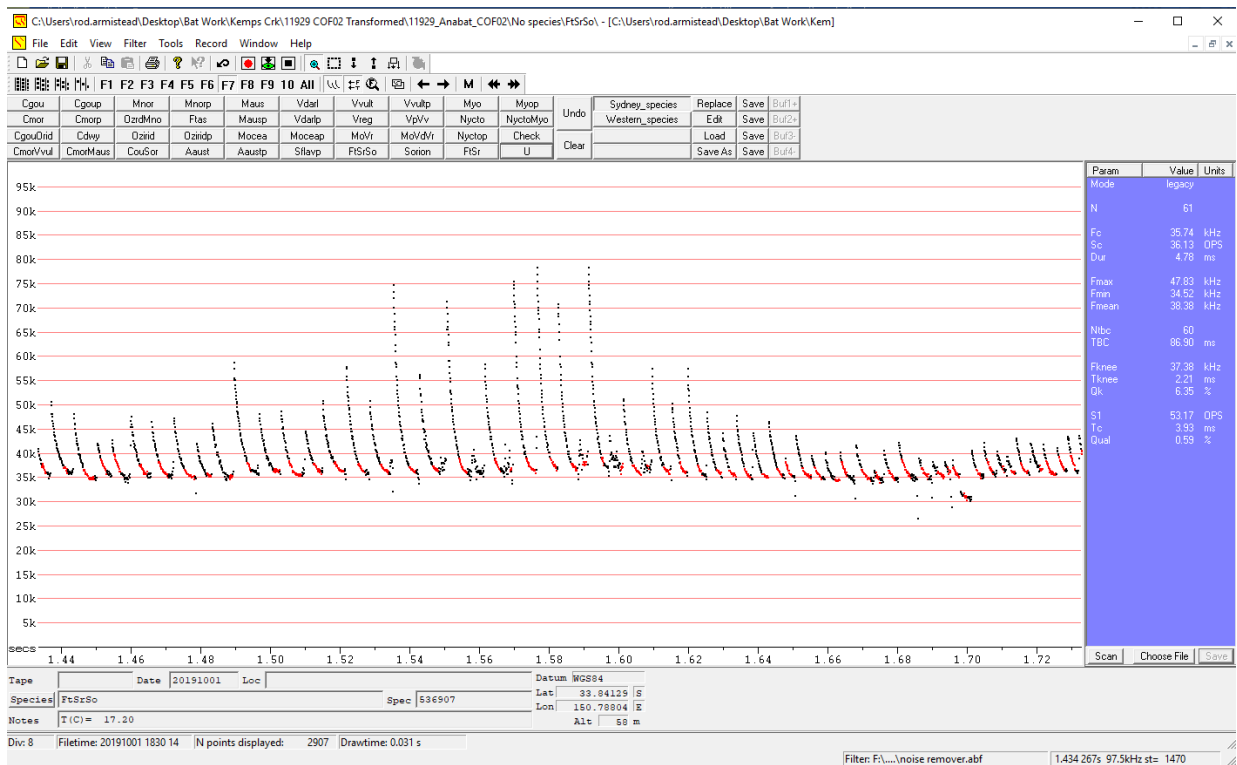 C:\Users\rod.armistead\Desktop\Bat Work\Kemps Crk\11929 COF02 Transformed\11929_Anabat_COF02\No species\FtSrSo\ - [C:\Users\rod.armistead\Desktop\Bat Work\Kem]
File Edit View Filter Tools Record Window Help
F1 F2 F3 F4 F5 F6 F7 F8 F9 10 All M
Cgou Cgoup Mnor Mnorp Maus Vdarl Vvult Vvultp Myo Myop Undo Sydney_species Replace Save Buf1+
Cmor Cmorp OzrdMno Ftas Mausp Vdarlp Vreg VpVv Nycto NyctoMyo Western_species Edit Save Buf2+
CgouOrid Cdwy Ozirid Oziridp Mocea Moceap MoVr MoVdVr Nyctop Check Clear Load Save Buf3-
CmorVvul CmorMaus CouSor Aaust Aaustp Sflavp FtSrSo Sorion FtSr U Save As Save Buf4-
Param Value Units
Mode legacy
N 61
Fc 35.74 kHz
Sc 36.13 OPS
Dur 4.78 ms
Fmax 47.83 kHz
Fmin 34.52 kHz
Fmean 38.38 kHz
Ntbc 60
TBC 86.90 ms
Fknee 37.38 kHz
Tknee 2.21 ms
Qk 6.35 %
S1 53.17 OPS
Tc 3.93 ms
Qual 0.59 %
95k
90k
85k
80k
75k
70k
65k
60k
55k
50k
45k
40k
35k
30k
25k
20k
15k
10k
5k
secs
1.44 1.46 1.48 1.50 1.52 1.54 1.56 1.58 1.60 1.62 1.64 1.66 1.68 1.70 1.72
Scan Choose File Save
Tape Date 20191001 Loc Datum WGS84
Species FtSrSo Spec 536907 Lat 33.84129 S
Lon 150.78804 E
Notes T(C)= 17.20 Alt 58 m
Div: 8 Filetime: 20191001 1830 14 N points displayed: 2907 Drawtime: 0.031 s
Filter: F:\....\noise remover.abf 1.434 267s 97.5kHz st= 1470